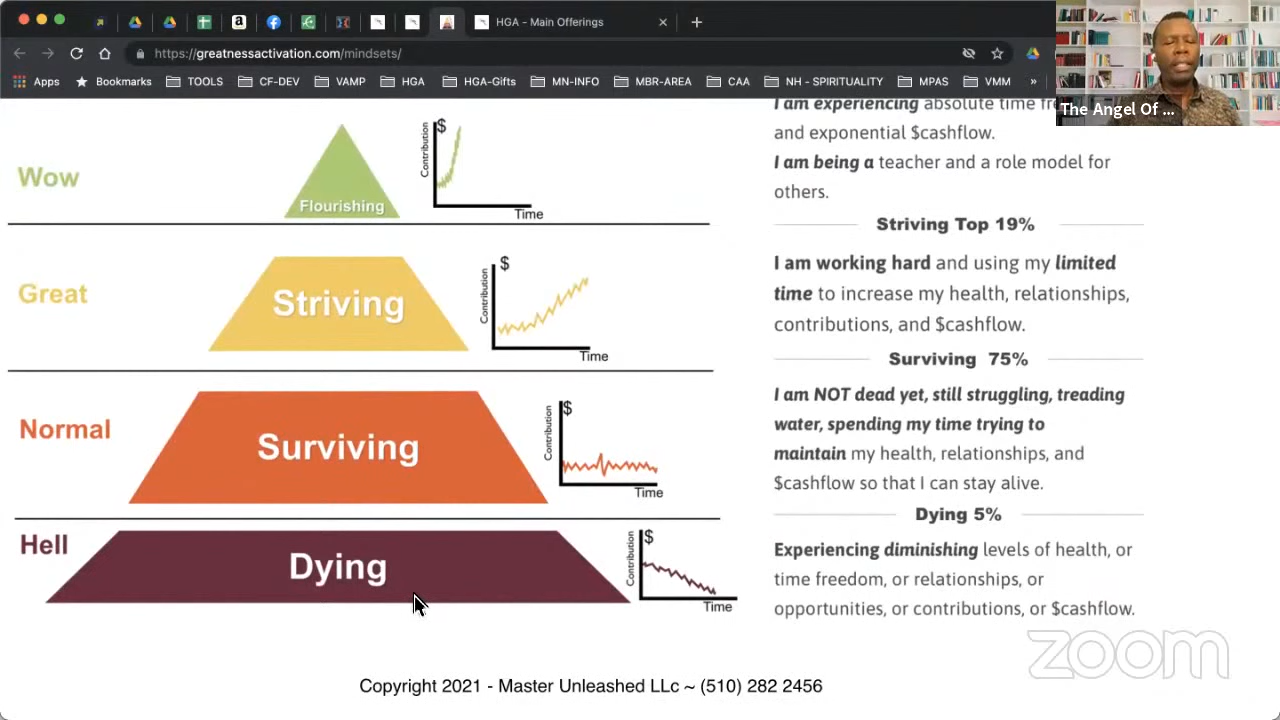 HGA - Main Offerings
https://greatnessactivation.com/mindsets/
Apps
Bookmarks
TOOLS
CF-DEV
VAMP
HGA
HGA-Gifts
MN-INFO
MBR-AREA
CAA
NH - SPIRITUALITY
MPAS
VMM
»
The Angel Of ...
Wow
Flourishing
Contribution
$
Time
Great
Striving
Contribution
$
Time
Normal
Surviving
Contribution
$
Time
Hell
Dying
Contribution
$
Time
I am experiencing absolute time fre
and exponential $cashflow.
I am being a teacher and a role model for
others.
Striving Top 19%
I am working hard and using my limited
time to increase my health, relationships,
contributions, and $cashflow.
Surviving 75%
I am NOT dead yet, still struggling, treading
water, spending my time trying to
maintain my health, relationships, and
$cashflow so that I can stay alive.
Dying 5%
Experiencing diminishing levels of health, or
time freedom, or relationships, or
opportunities, or contributions, or $cashflow.
zoom
Copyright 2021 - Master Unleashed LLc ~ (510) 282 2456